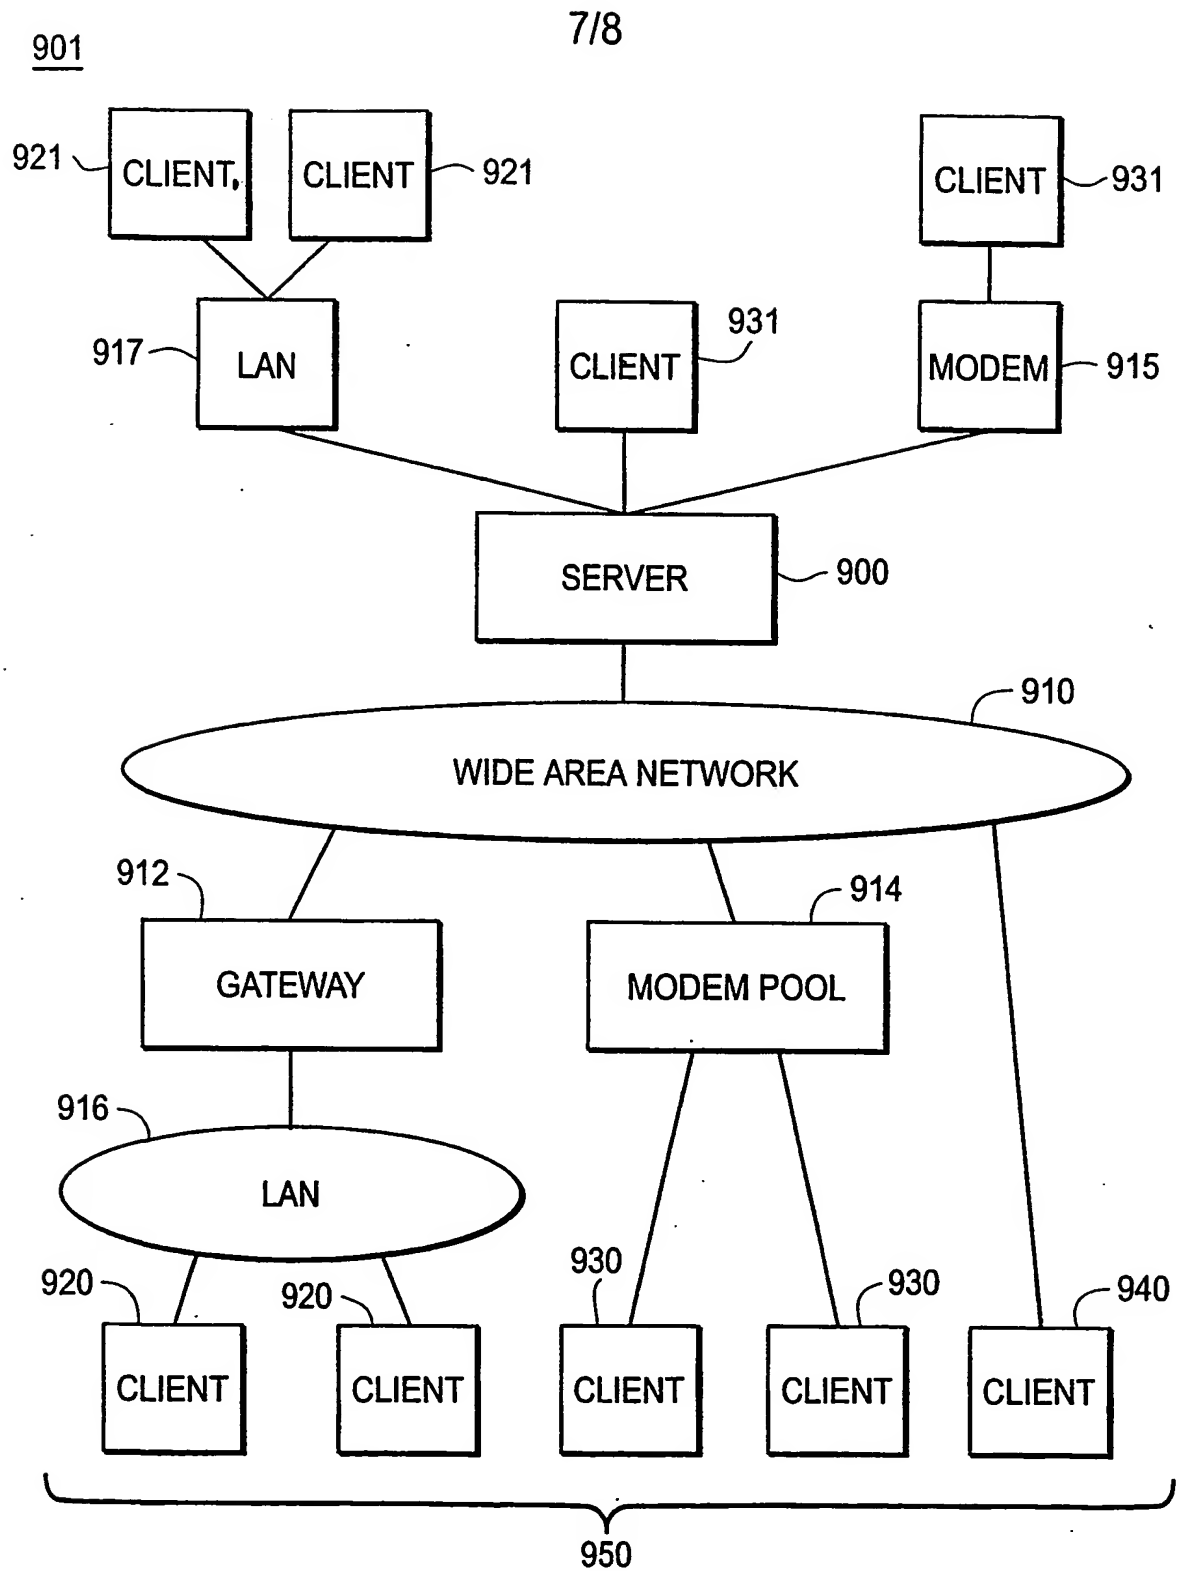 7/8
901
921
CLIENT
CLIENT
921
CLIENT
931
917
LAN
931
CLIENT
MODEM
915
SERVER
900
910
WIDE AREA NETWORK
912
914
GATEWAY
MODEM POOL
916
LAN
920
920
930
930
940
CLIENT
CLIENT
CLIENT
CLIENT
CLIENT
950